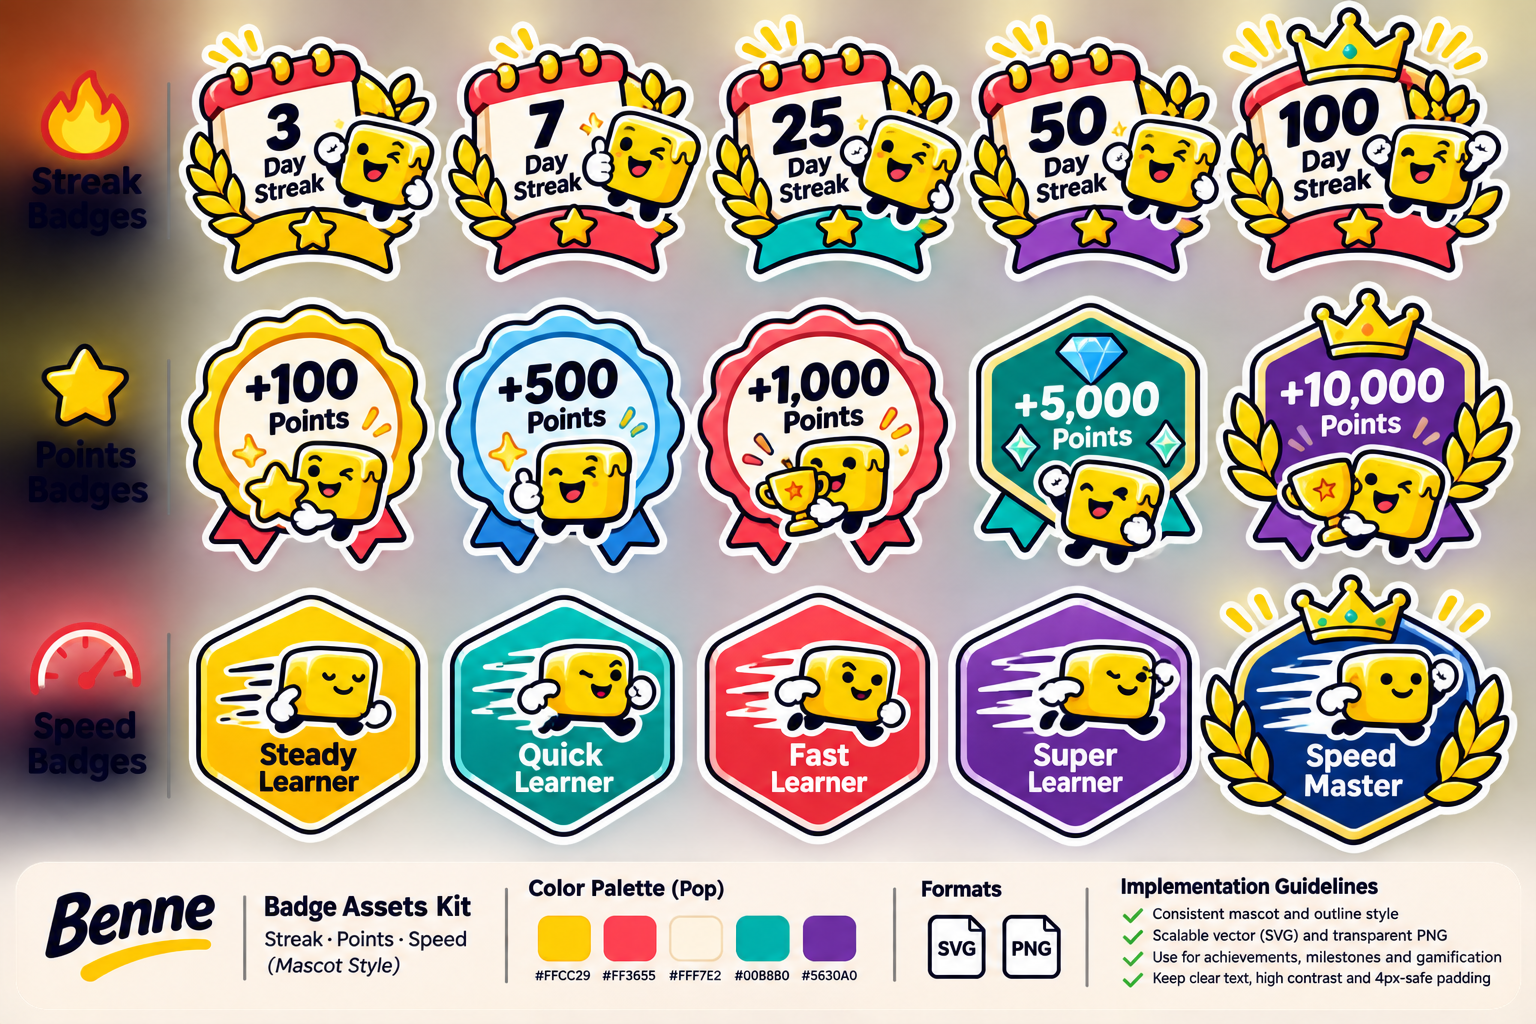 Streak
Badges
3
Day
Streak
7
Day
Streak
25
Day
Streak
50
Day
Streak
100
Day
Streak
Points
Badges
+100
Points
+500
Points
+1,000
Points
+5,000
Points
+10,000
Points
Speed
Badges
Steady
Learner
Quick
Learner
Fast
Learner
Super
Learner
Speed
Master
Benne
Badge Assets Kit
Streak · Points · Speed
(Mascot Style)
Color Palette (Pop)
#FFCC29
#FF3655
#FFF7E2
#00B8B0
#5630A0
Formats
SVG
PNG
Implementation Guidelines
Consistent mascot and outline style
Scalable vector (SVG) and transparent PNG
Use for achievements, milestones and gamification
Keep clear text, high contrast and 4px-safe padding